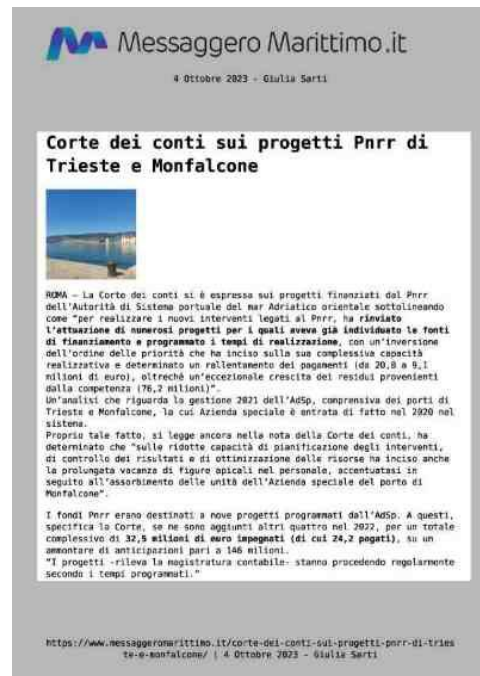 Messaggero Marittimo.it
4 Ottobre 2023 - Giulia Sarti
Corte dei conti sui progetti Pnrr di
Trieste e Monfalcone
ROMA – La Corte dei conti si è espressa sui progetti finanziati dal Pnrr
dell'Autorità di Sistema portuale del mar Adriatico orientale sottolineando
come "per realizzare i nuovi interventi legati al Pnrr, ha rinviato
l'attuazione di numerosi progetti per i quali aveva già individuato le fonti
di finanziamento e programmato i tempi di realizzazione, con un'inversione
dell'ordine delle priorità che ha inciso sulla sua complessiva capacità
realizzativa e determinato un rallentamento dei pagamenti (da 20,8 a 9,1
milioni di euro), oltreché un'eccezionale crescita dei residui provenienti
dalla competenza (76,2 milioni)".
Un'analisi che riguarda la gestione 2021 dell'AdSp, comprensiva dei porti di
Trieste e Monfalcone, la cui Azienda speciale è entrata di fatto nel 2020 nel
sistema.
Proprio tale fatto, si legge ancora nella nota della Corte dei conti, ha
determinato che "sulle ridotte capacità di pianificazione degli interventi,
di controllo dei risultati e di ottimizzazione delle risorse ha inciso anche
la prolungata vacanza di figure apicali nel personale, accentuatasi in
seguito all'assorbimento delle unità dell'Azienda speciale del porto di
Monfalcone".
I fondi Pnrr erano destinati a nove progetti programmati dall'AdSp. A questi,
specifica la Corte, se ne sono aggiunti altri quattro nel 2022, per un totale
complessivo di 32,5 milioni di euro impegnati (di cui 24,2 pagati), su un
ammontare di anticipazioni pari a 146 milioni.
"I progetti -rileva la magistratura contabile- stanno procedendo regolarmente
secondo i tempi programmati."
https://www.messaggeromarittimo.it/corte-dei-conti-sui-progetti-pnrr-di-tries
te-e-monfalcone/ | 4 Ottobre 2023 - Giulia Sarti